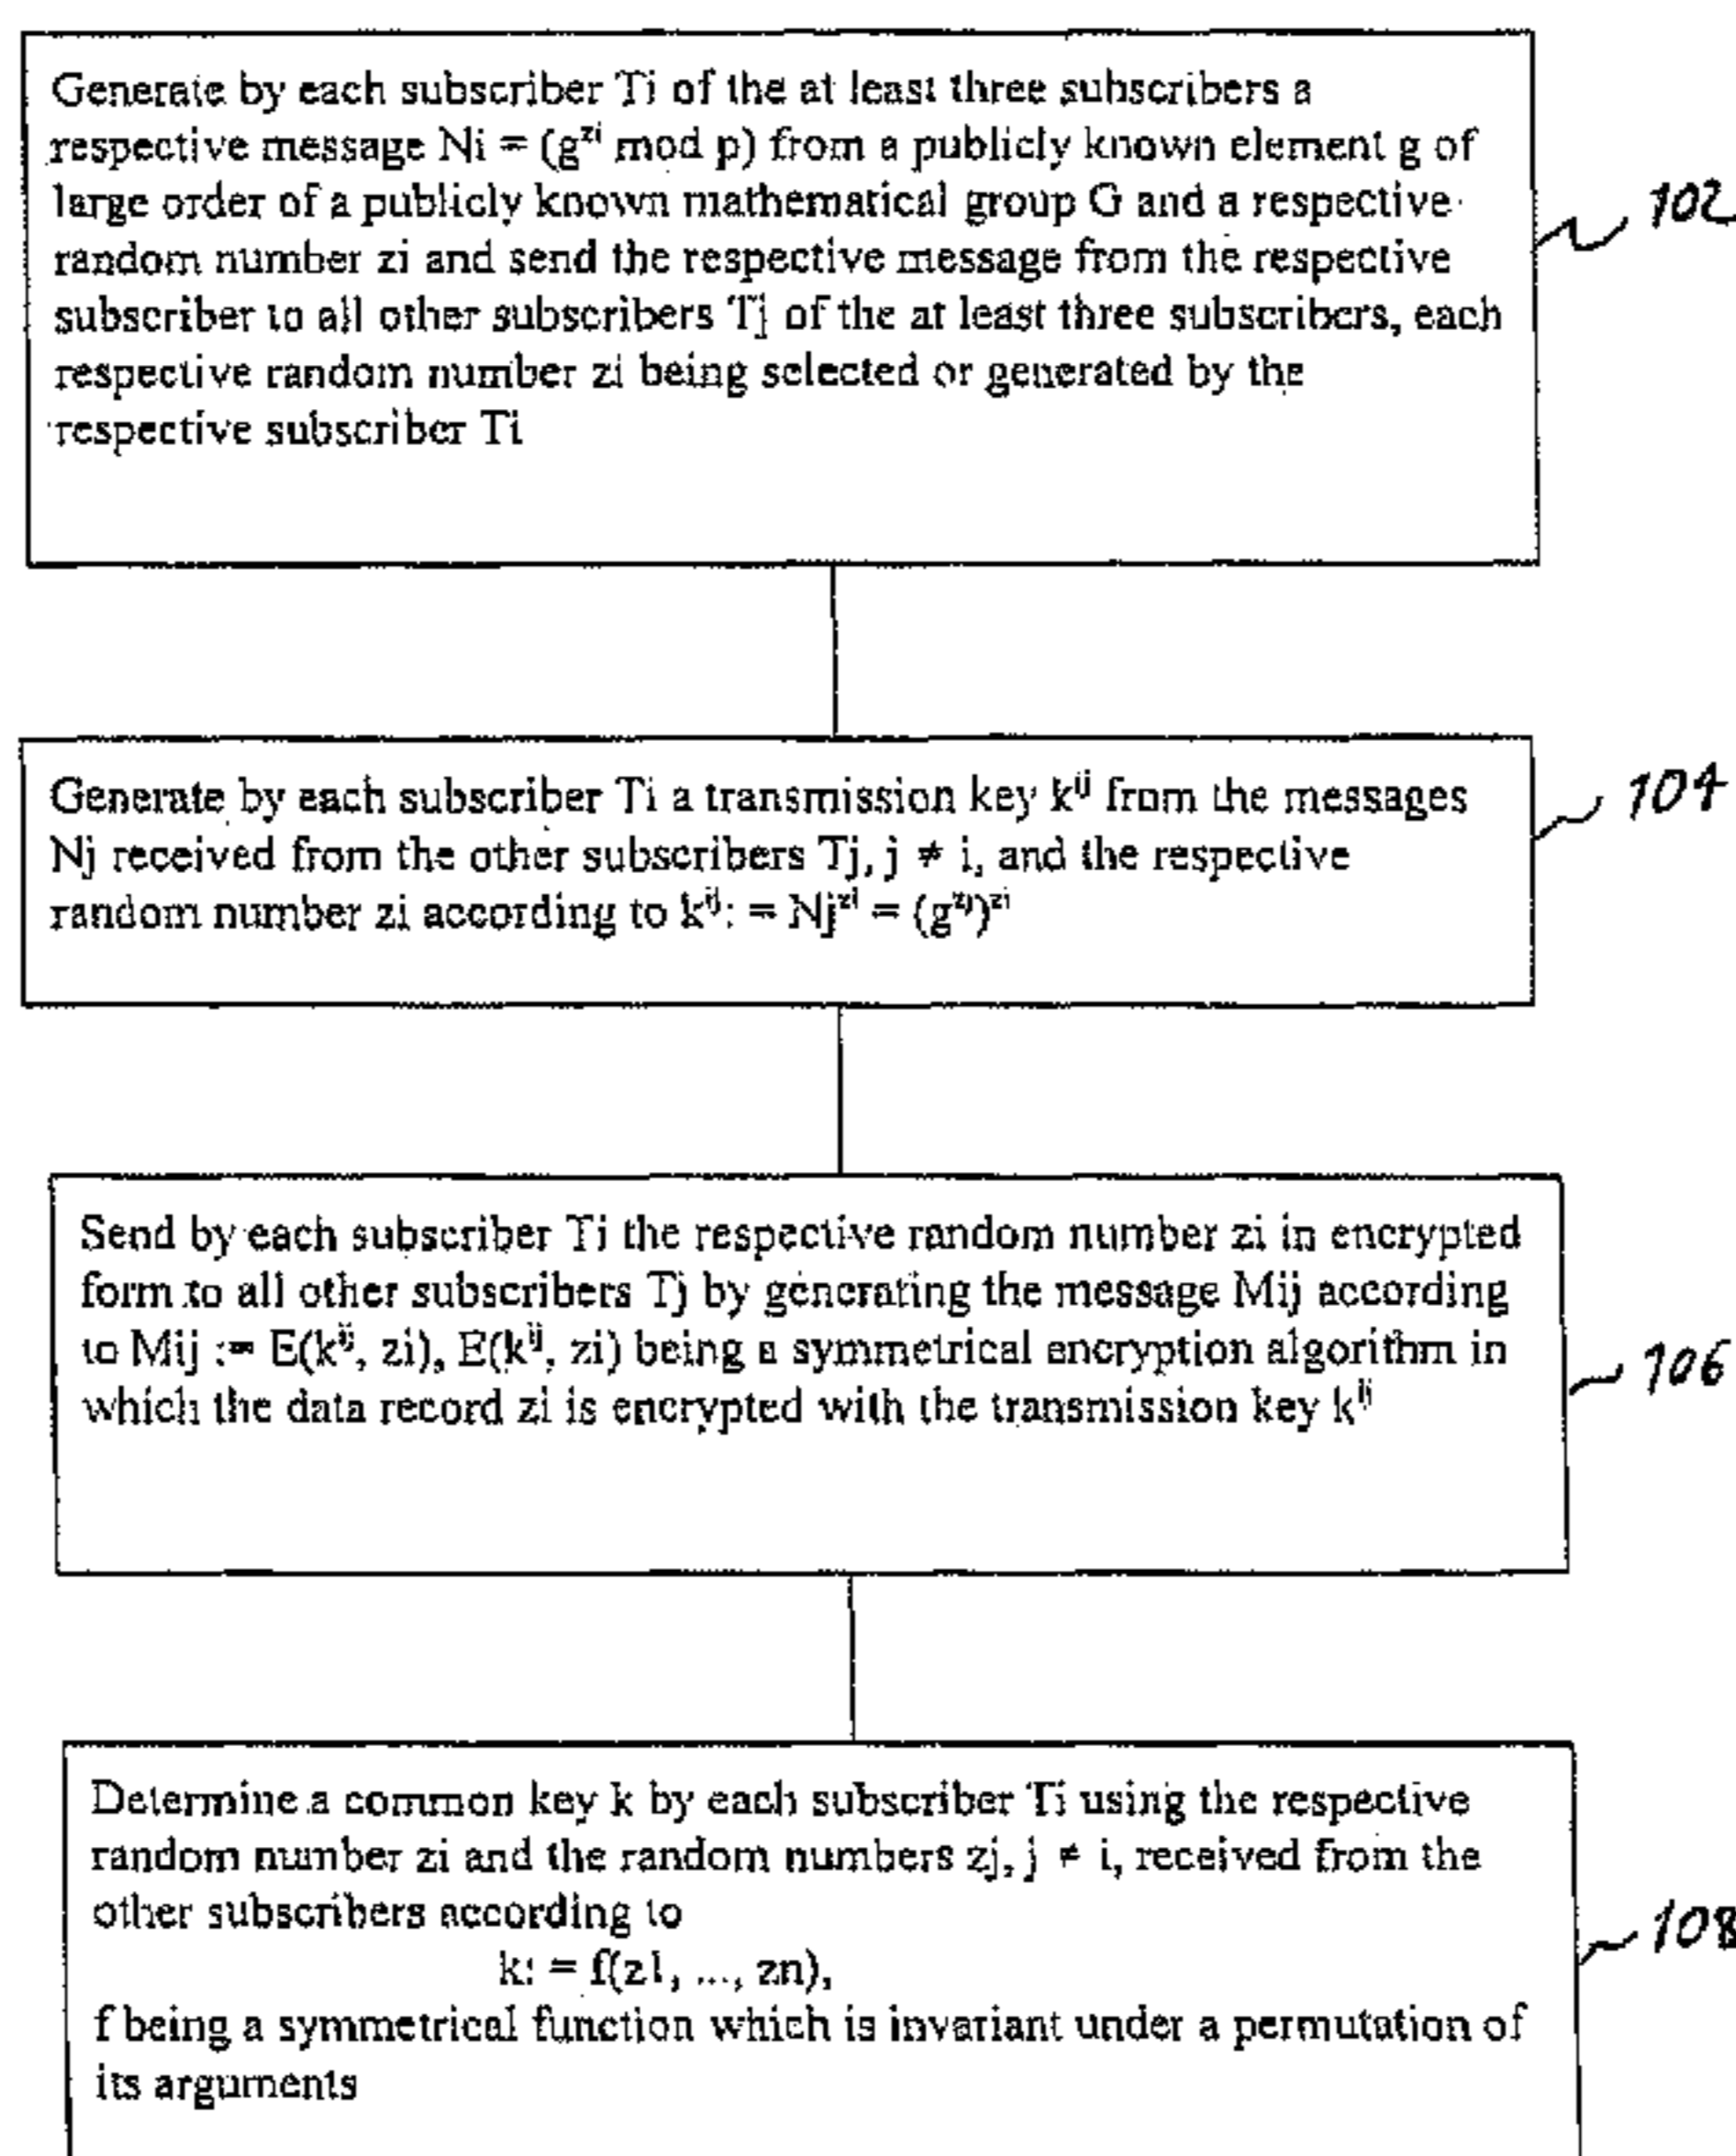 Generate by each subscriber Ti of the at least three subscribers a
respective message Ni = (g^zi mod p) from a publicly known element g of
large order of a publicly known mathematical group G and a respective
random number zi and send the respective message from the respective
subscriber to all other subscribers Tj of the at least three subscribers, each
respective random number zi being selected or generated by the
respective subscriber Ti
102
Generate by each subscriber Ti a transmission key k^ij from the messages
Nj received from the other subscribers Tj, j ≠ i, and the respective
random number zi according to k^ij: = Nj^zi = (g^zj)^zi
104
Send by each subscriber Ti the respective random number zi in encrypted
form to all other subscribers Tj by generating the message Mij according
to Mij := E(k^ij, zi), E(k^ij, zi) being a symmetrical encryption algorithm in
which the data record zi is encrypted with the transmission key k^ij
106
Determine a common key k by each subscriber Ti using the respective
random number zi and the random numbers zj, j ≠ i, received from the
other subscribers according to
k: = f(z1, ..., zn),
f being a symmetrical function which is invariant under a permutation of
its arguments
108